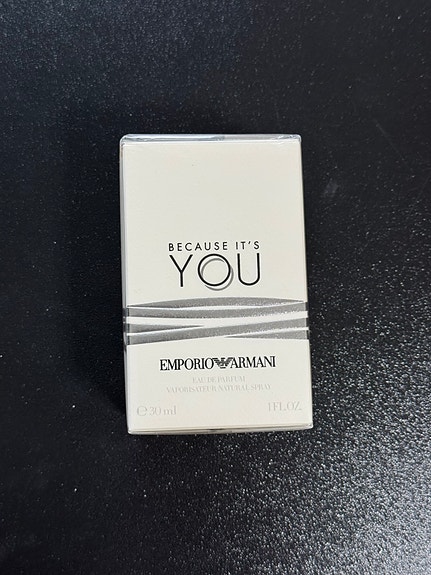 BECAUSE IT'S
YOU
EMPORIO ARMANI
EAU DE PARFUM
VAPORISATEUR NATURAL SPRAY
℮ 30 ml 1 FL.OZ